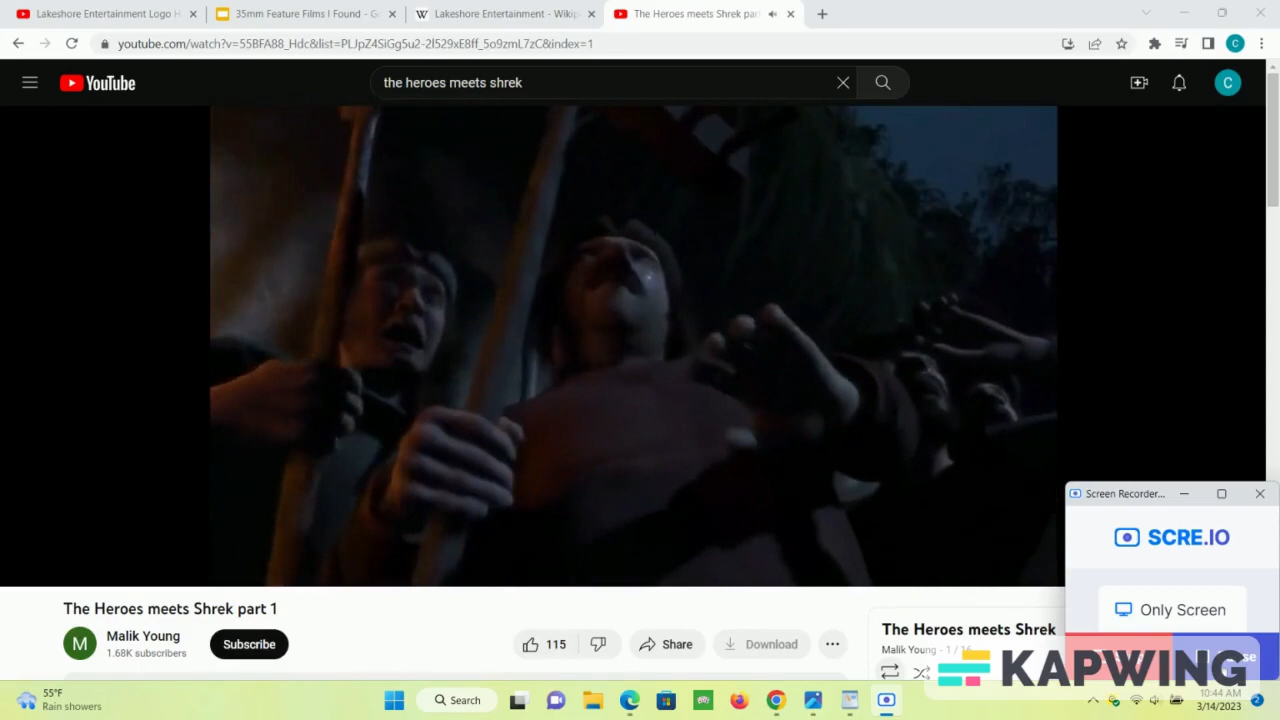 Lakeshore Entertainment Logo H
35mm Feature Films I Found - G
Lakeshore Entertainment - Wikip
The Heroes meets Shrek par
youtube.com/watch?v=55BFA88_Hdc&list=PLJpZ4SiGg5u2-2l529xE8ff_5o9zmL7zC&index=1
YouTube
the heroes meets shrek
C
C
Screen Recorder...
SCRE.IO
Only Screen
The Heroes meets Shrek part 1
M
Malik Young
1.68K subscribers
Subscribe
115
Share
Download
The Heroes meets Shrek
Malik Young - 1 / 
KAPWING
55°F
Rain showers
Search
10:44 AM
3/14/2023
2